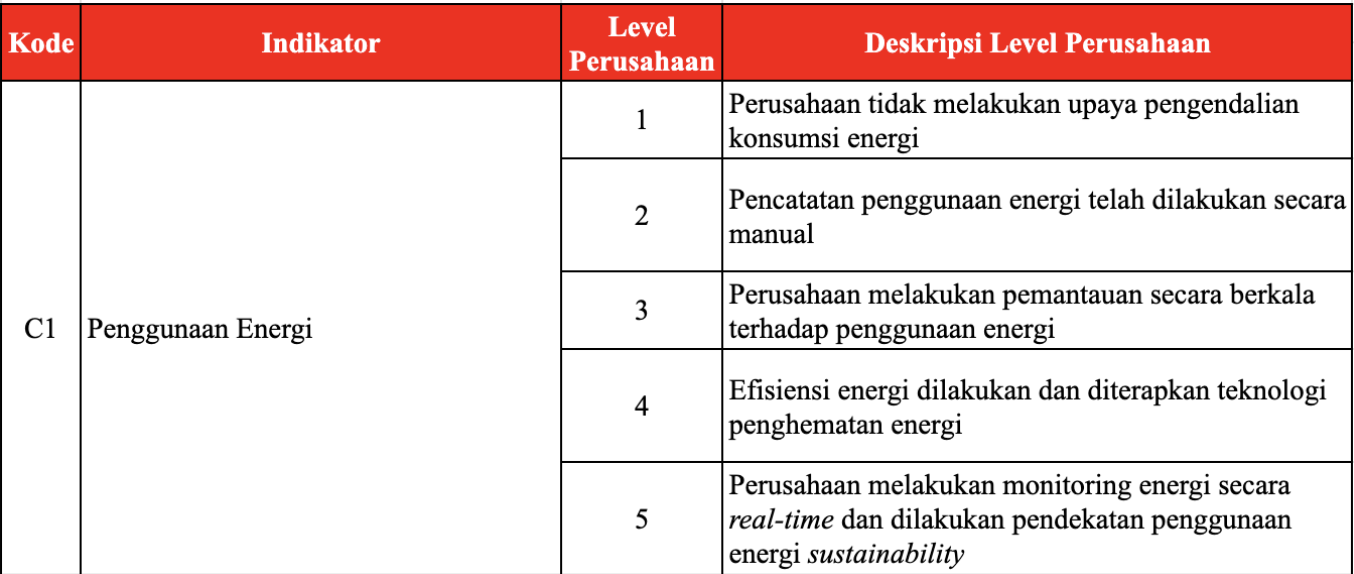 Kode
Indikator
Level
Perusahaan
Deskripsi Level Perusahaan
C1
Penggunaan Energi
1
Perusahaan tidak melakukan upaya pengendalian
konsumsi energi
2
Pencatatan penggunaan energi telah dilakukan secara
manual
3
Perusahaan melakukan pemantauan secara berkala
terhadap penggunaan energi
4
Efisiensi energi dilakukan dan diterapkan teknologi
penghematan energi
5
Perusahaan melakukan monitoring energi secara
real-time dan dilakukan pendekatan penggunaan
energi sustainability